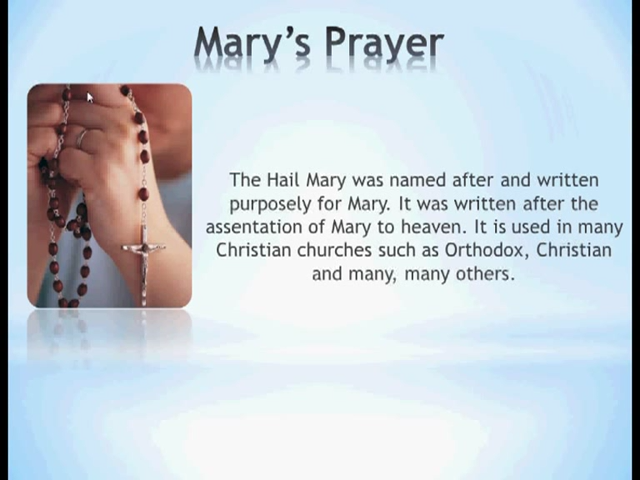 Mary's Prayer
The Hail Mary was named after and written
purposely for Mary. It was written after the
assentation of Mary to heaven. It is used in many
Christian churches such as Orthodox, Christian
and many, many others.